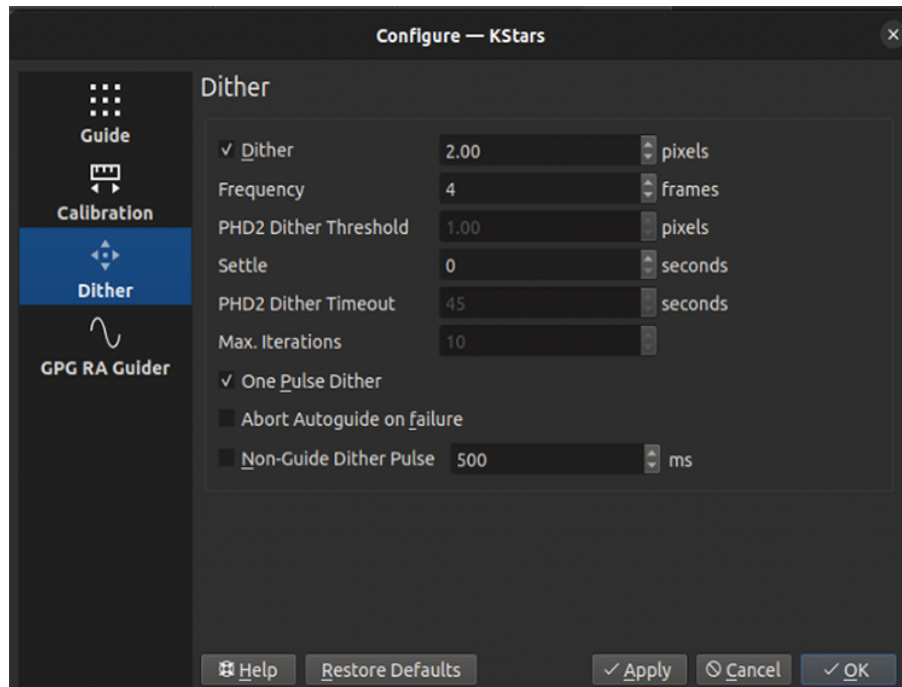 Configure — KStars
Guide
Calibration
Dither
GPG RA Guider
Dither
Dither 2.00 pixels
Frequency 4 frames
PHD2 Dither Threshold 1.00 pixels
Settle 0 seconds
PHD2 Dither Timeout 45 seconds
Max. Iterations 10
One Pulse Dither
Abort Autoguide on failure
Non-Guide Dither Pulse 500 ms
Help Restore Defaults Apply Cancel OK